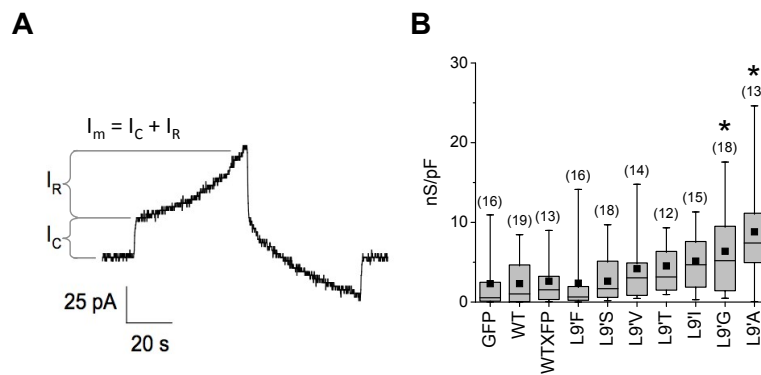 A
I_m = I_C + I_R
I_R
I_C
25 pA
20 s
B
nS/pF
30
20
10
0
(16)
(19)
(13)
(16)
(18)
(14)
(12)
(15)
*
(18)
*
(13
GFP
WT
WTXFP
L9'F
L9'S
L9'V
L9'T
L9'I
L9'G
L9'A